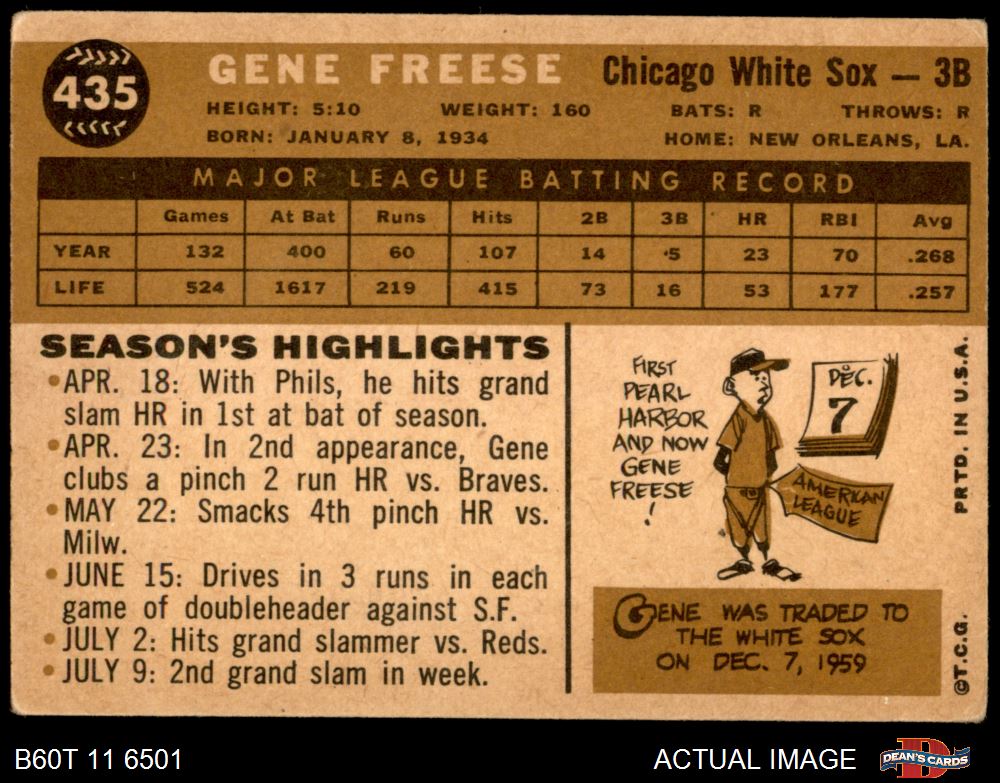 435
GENE FREESE Chicago White Sox — 3B
HEIGHT: 5:10 WEIGHT: 160 BATS: R THROWS: R
BORN: JANUARY 8, 1934 HOME: NEW ORLEANS, LA.
MAJOR LEAGUE BATTING RECORD
Games At Bat Runs Hits 2B 3B HR RBI Avg
YEAR 132 400 60 107 14 5 23 70 .268
LIFE 524 1617 219 415 73 16 53 177 .257
SEASON'S HIGHLIGHTS
•APR. 18: With Phils, he hits grand
slam HR in 1st at bat of season.
•APR. 23: In 2nd appearance, Gene
clubs a pinch 2 run HR vs. Braves.
•MAY 22: Smacks 4th pinch HR vs.
Milw.
•JUNE 15: Drives in 3 runs in each
game of doubleheader against S.F.
•JULY 2: Hits grand slammer vs. Reds.
•JULY 9: 2nd grand slam in week.
FIRST
PEARL
HARBOR
AND NOW
GENE
FREESE
!
DEC.
7
AMERICAN
LEAGUE
GENE WAS TRADED TO
THE WHITE SOX
ON DEC. 7, 1959
©T.C.G. PRTD. IN U.S.A.
B60T 11 6501 ACTUAL IMAGE
DEAN'S CARDS